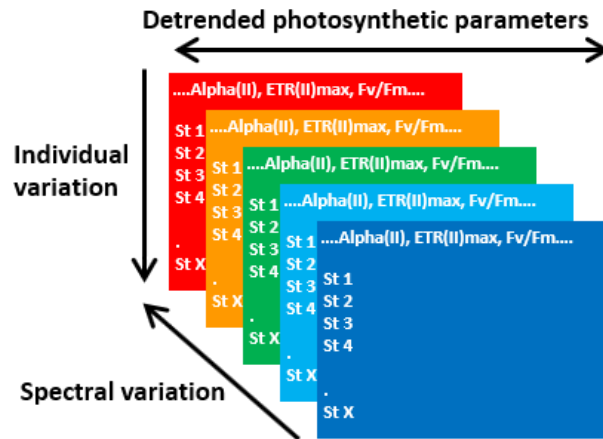 Detrended photosynthetic parameters
Individual
variation
Spectral variation
....Alpha(II), ETR(II)max, Fv/Fm....
St 1
St 2
St 3
St 4
.
St X
....Alpha(II), ETR(II)max, Fv/Fm....
St 1
St 2
St 3
St 4
.
St X
....Alpha(II), ETR(II)max, Fv/Fm....
St 1
St 2
St 3
St 4
.
St X
....Alpha(II), ETR(II)max, Fv/Fm....
St 1
St 2
St 3
St 4
.
St X
....Alpha(II), ETR(II)max, Fv/Fm....
St 1
St 2
St 3
St 4
.
St X